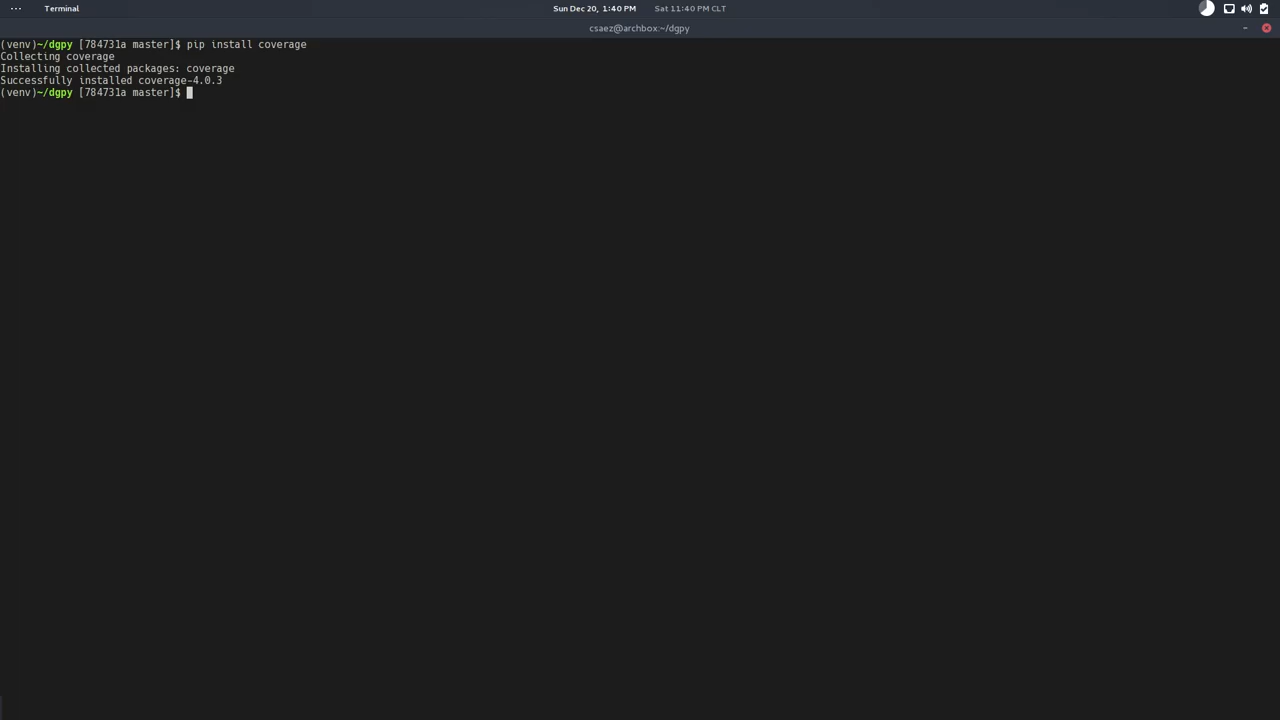 Terminal
Sun Dec 20, 1:40 PM Sat 11:40 PM CLT
csaez@archbox:~/dgpy
(venv)~/dgpy [784731a master]$ pip install coverage
Collecting coverage
Installing collected packages: coverage
Successfully installed coverage-4.0.3
(venv)~/dgpy [784731a master]$